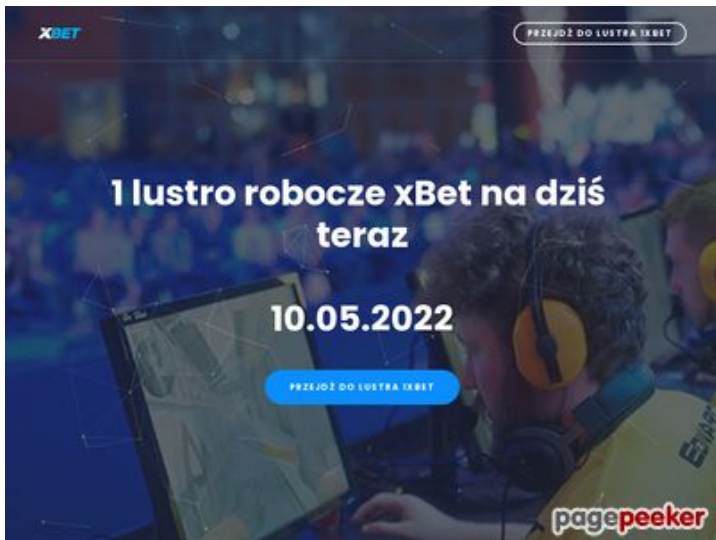 XBET
PRZEJDŹ DO LUSTRA 1XBET
1 lustro robocze xBet na dziś
teraz
10.05.2022
PRZEJDŹ DO LUSTRA 1XBET
pagepeeker